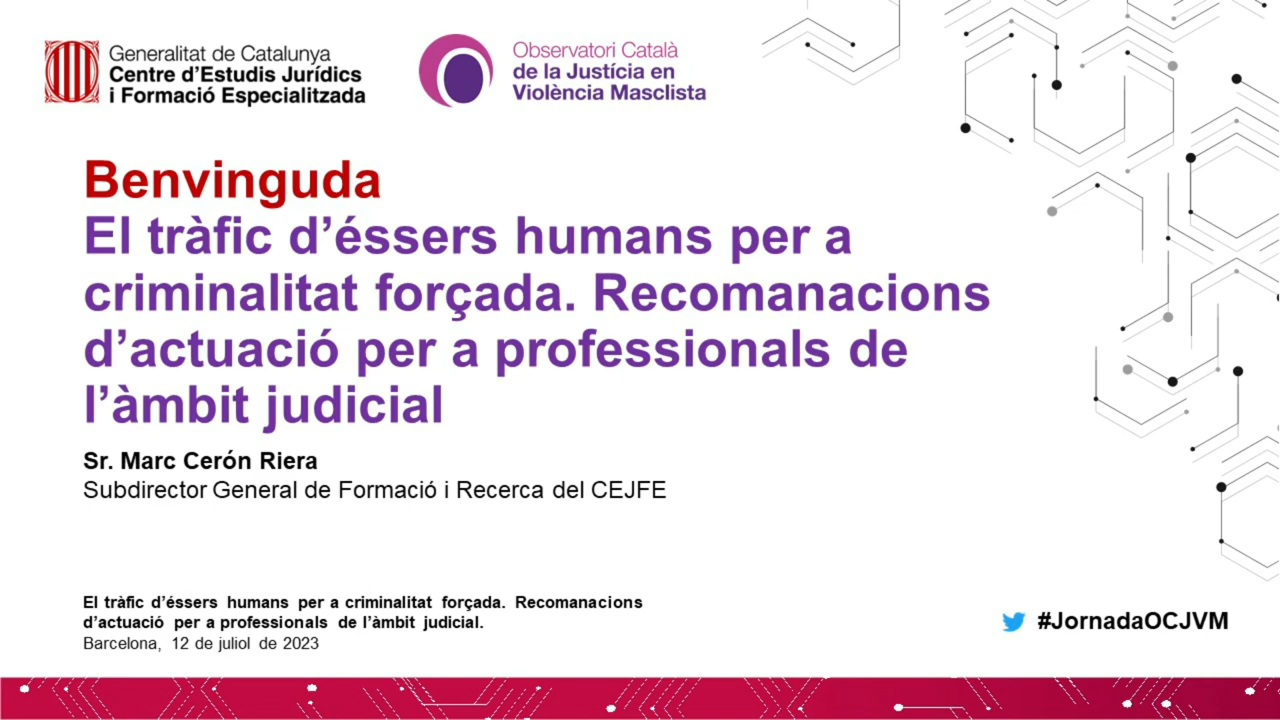 Generalitat de Catalunya
Centre d'Estudis Jurídics
i Formació Especialitzada
Observatori Català
de la Justícia en
Violència Masclista
Benvinguda
El tràfic d'éssers humans per a
criminalitat forçada. Recomanacions
d'actuació per a professionals de
l'àmbit judicial
Sr. Marc Cerón Riera
Subdirector General de Formació i Recerca del CEJFE
El tràfic d'éssers humans per a criminalitat forçada. Recomanacions
d'actuació per a professionals de l'àmbit judicial.
Barcelona, 12 de juliol de 2023
#JornadaOCJVM